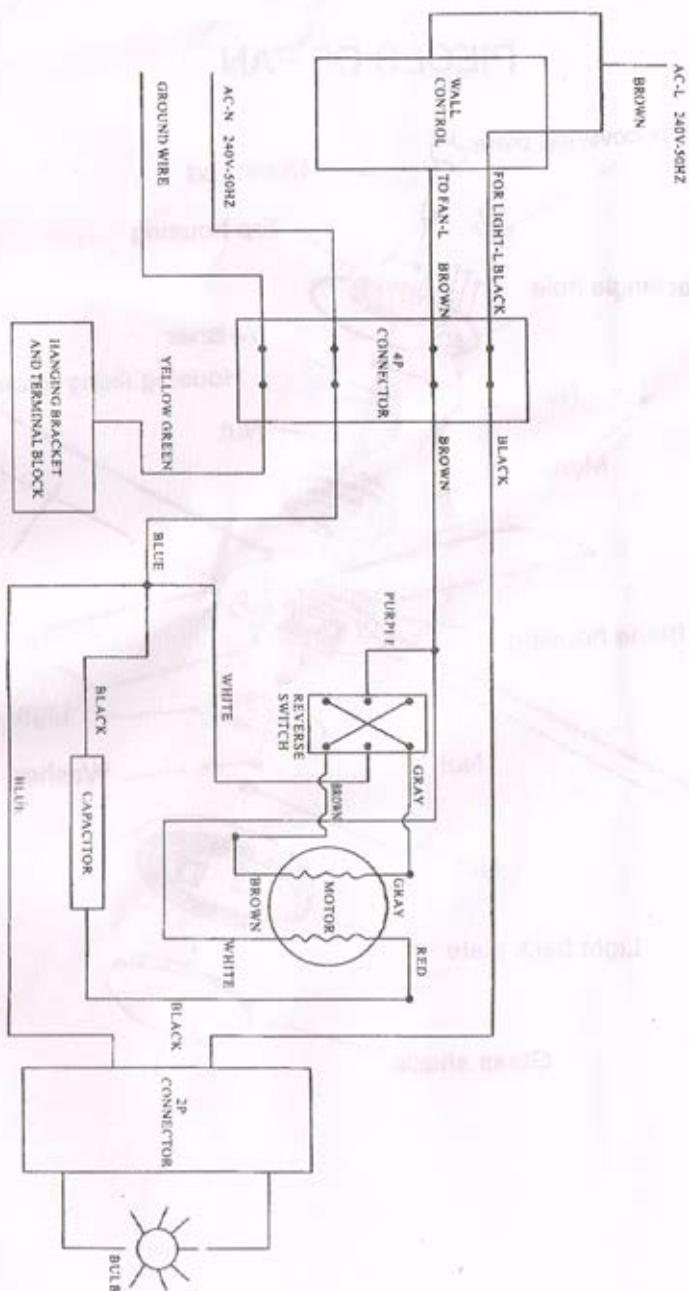 AC-L 240V-50HZ
BROWN
WALL
CONTROL
FOR LIGHT-L BLACK
TO FAN-L BROWN
AC-N 240V-50HZ
GROUND WIRE
4P
CONNECTOR
BLACK
BROWN
YELLOW GREEN
HANGING BRACKET
AND TERMINAL BLOCK
BLUE
PURPLE
WHITE
REVERSE
SWITCH
GRAY
BROWN
BLACK
CAPACITOR
BLUE
MOTOR
GRAY
BROWN
RED
WHITE
BLACK
2P
CONNECTOR
BULB